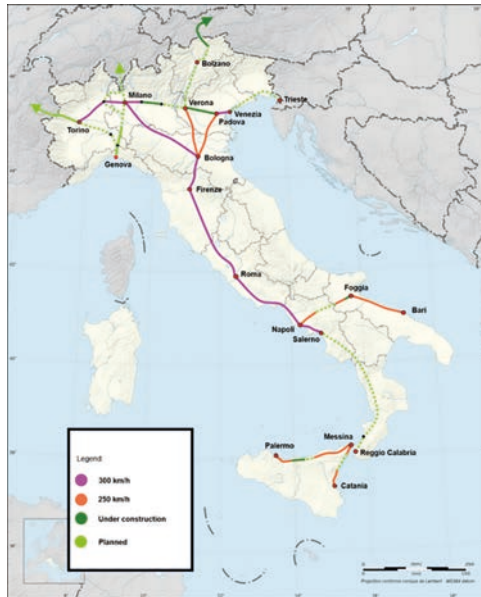 Bolzano
Milano
Verona
Trieste
Venezia
Padova
Torino
Bologna
Genova
Firenze
Roma
Foggia
Bari
Napoli
Salerno
Messina
Palermo
Reggio Calabria
Catania
Legend:
300 km/h
250 km/h
Under construction
Planned